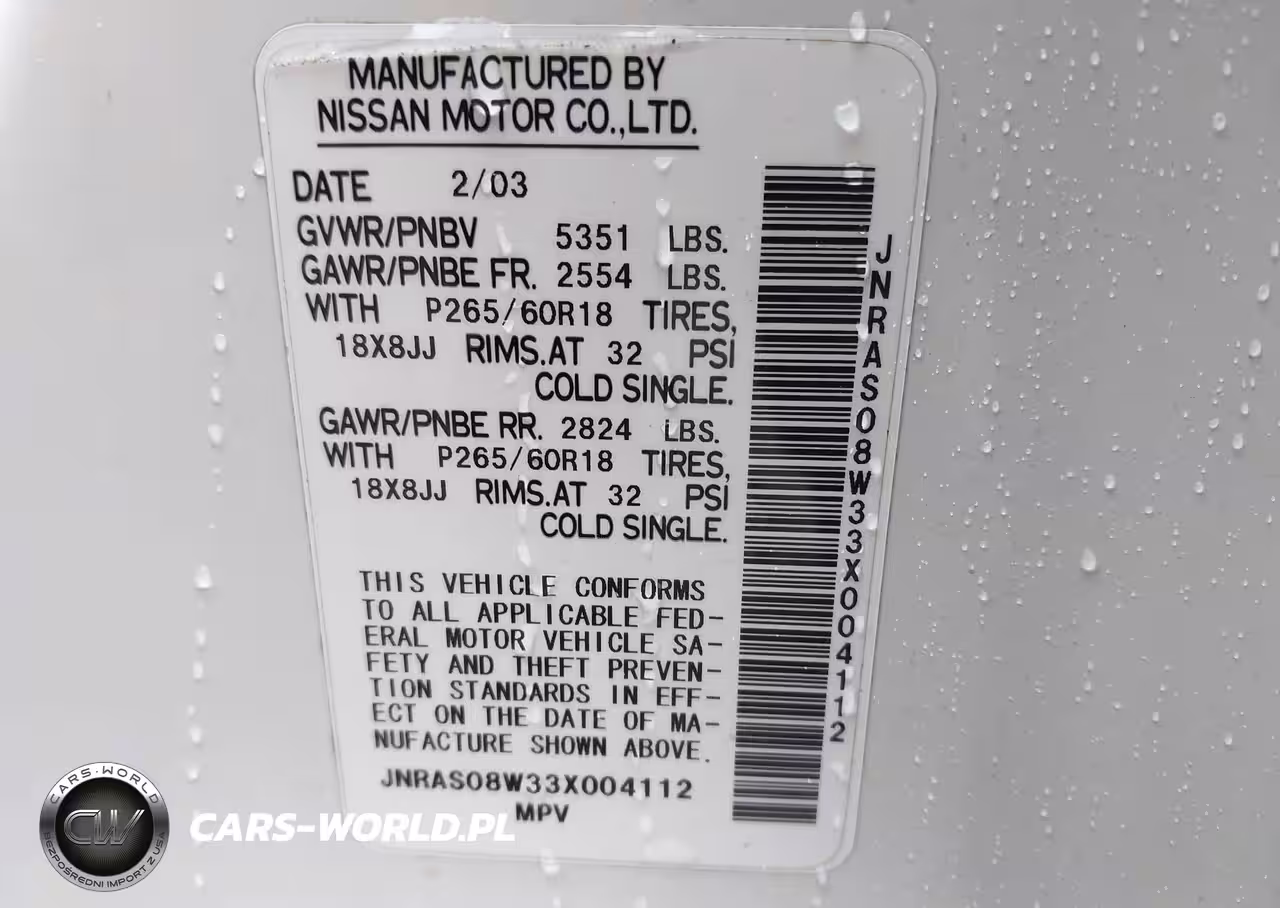 MANUFACTURED BY
NISSAN MOTOR CO.,LTD.
DATE 2/03
GVWR/PNBV 5351 LBS.
GAWR/PNBE FR. 2554 LBS.
WITH P265/60R18 TIRES,
18X8JJ RIMS.AT 32 PSI
COLD SINGLE.
GAWR/PNBE RR. 2824 LBS.
WITH P265/60R18 TIRES,
18X8JJ RIMS.AT 32 PSI
COLD SINGLE.
THIS VEHICLE CONFORMS
TO ALL APPLICABLE FED-
ERAL MOTOR VEHICLE SA-
FETY AND THEFT PREVEN-
TION STANDARDS IN EFF-
ECT ON THE DATE OF MA-
NUFACTURE SHOWN ABOVE.
JNRAS08W33X004112
MPV
JNRAS08W33X004112
CARS-WORLD
CW
BEZPOŚREDNI IMPORT Z USA
CARS-WORLD.PL